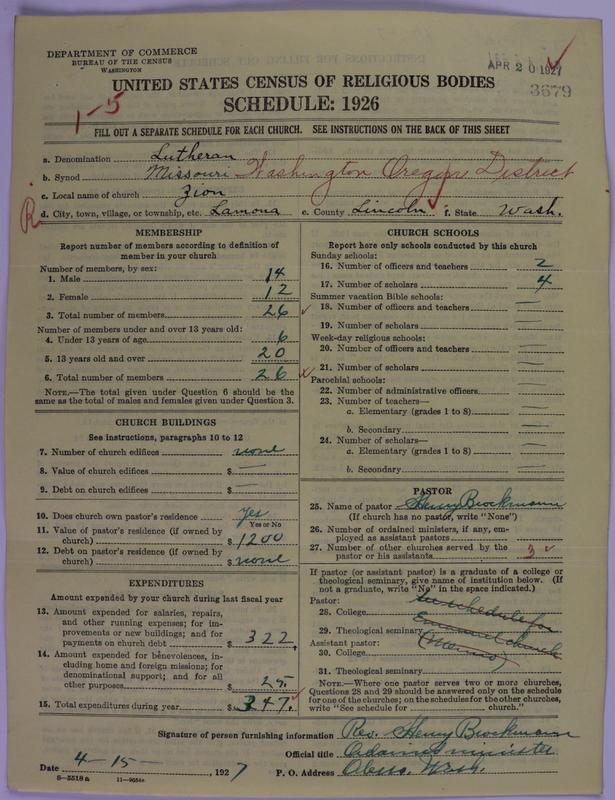 DEPARTMENT OF COMMERCE
BUREAU OF THE CENSUS
WASHINGTON
APR 20 1927
3679
UNITED STATES CENSUS OF RELIGIOUS BODIES
SCHEDULE: 1926
1-5
FILL OUT A SEPARATE SCHEDULE FOR EACH CHURCH. SEE INSTRUCTIONS ON THE BACK OF THIS SHEET
a. Denomination Lutheran
b. Synod Missouri Washington Oregon District
c. Local name of church Zion
R
d. City, town, village, or township, etc. Lamona e. County Lincoln f. State Wash.
MEMBERSHIP
Report number of members according to definition of
member in your church
Number of members, by sex:
1. Male 14
2. Female 12
3. Total number of members 26
Number of members under and over 13 years old:
4. Under 13 years of age 6
5. 13 years old and over 20
6. Total number of members 26
NOTE.—The total given under Question 6 should be
same as the total of males and females given under Question 3.
CHURCH BUILDINGS
See instructions, paragraphs 10 to 12
7. Number of church edifices none
8. Value of church edifices $ —
9. Debt on church edifices $ —
10. Does church own pastor's residence Yes
Yes or No
11. Value of pastor's residence (if owned by
church) $ 1200
12. Debt on pastor's residence (if owned by
church) $ none
EXPENDITURES
Amount expended by your church during last fiscal year
13. Amount expended for salaries, repairs,
and other running expenses; for im-
provements or new buildings; and for
payments on church debt $ 322.
14. Amount expended for benevolences, in-
cluding home and foreign missions; for
denominational support; and for all
other purposes $ 25.
15. Total expenditures during year $ 347.
CHURCH SCHOOLS
Report here only schools conducted by this church
Sunday schools:
16. Number of officers and teachers 2
17. Number of scholars 4
Summer vacation Bible schools:
18. Number of officers and teachers —
19. Number of scholars —
Week-day religious schools:
20. Number of officers and teachers —
21. Number of scholars —
Parochial schools:
22. Number of administrative officers —
23. Number of teachers—
a. Elementary (grades 1 to 8) —
b. Secondary —
24. Number of scholars—
a. Elementary (grades 1 to 8) —
b. Secondary —
PASTOR
25. Name of pastor Henry Brockmann
(If church has no pastor, write "None")
26. Number of ordained ministers, if any, em-
ployed as assistant pastors
27. Number of other churches served by the
pastor or his assistants 3
If pastor (or assistant pastor) is a graduate of a college or
theological seminary, give name of institution below. (If
not a graduate, write "No" in the space indicated.)
Pastor:
28. College See schedule for
29. Theological seminary Emanuel church
Assistant pastor:
30. College
31. Theological seminary
NOTE.—Where one pastor serves two or more churches,
Questions 28 and 29 should be answered only on the schedule
for one of the churches; on the schedules for the other churches,
write "See schedule for church."
Signature of person furnishing information Rev. Henry Brockmann
Official title Ordained minister
Date 4-15-, 1927 P. O. Address Wash.
8-5518a 11-9656a